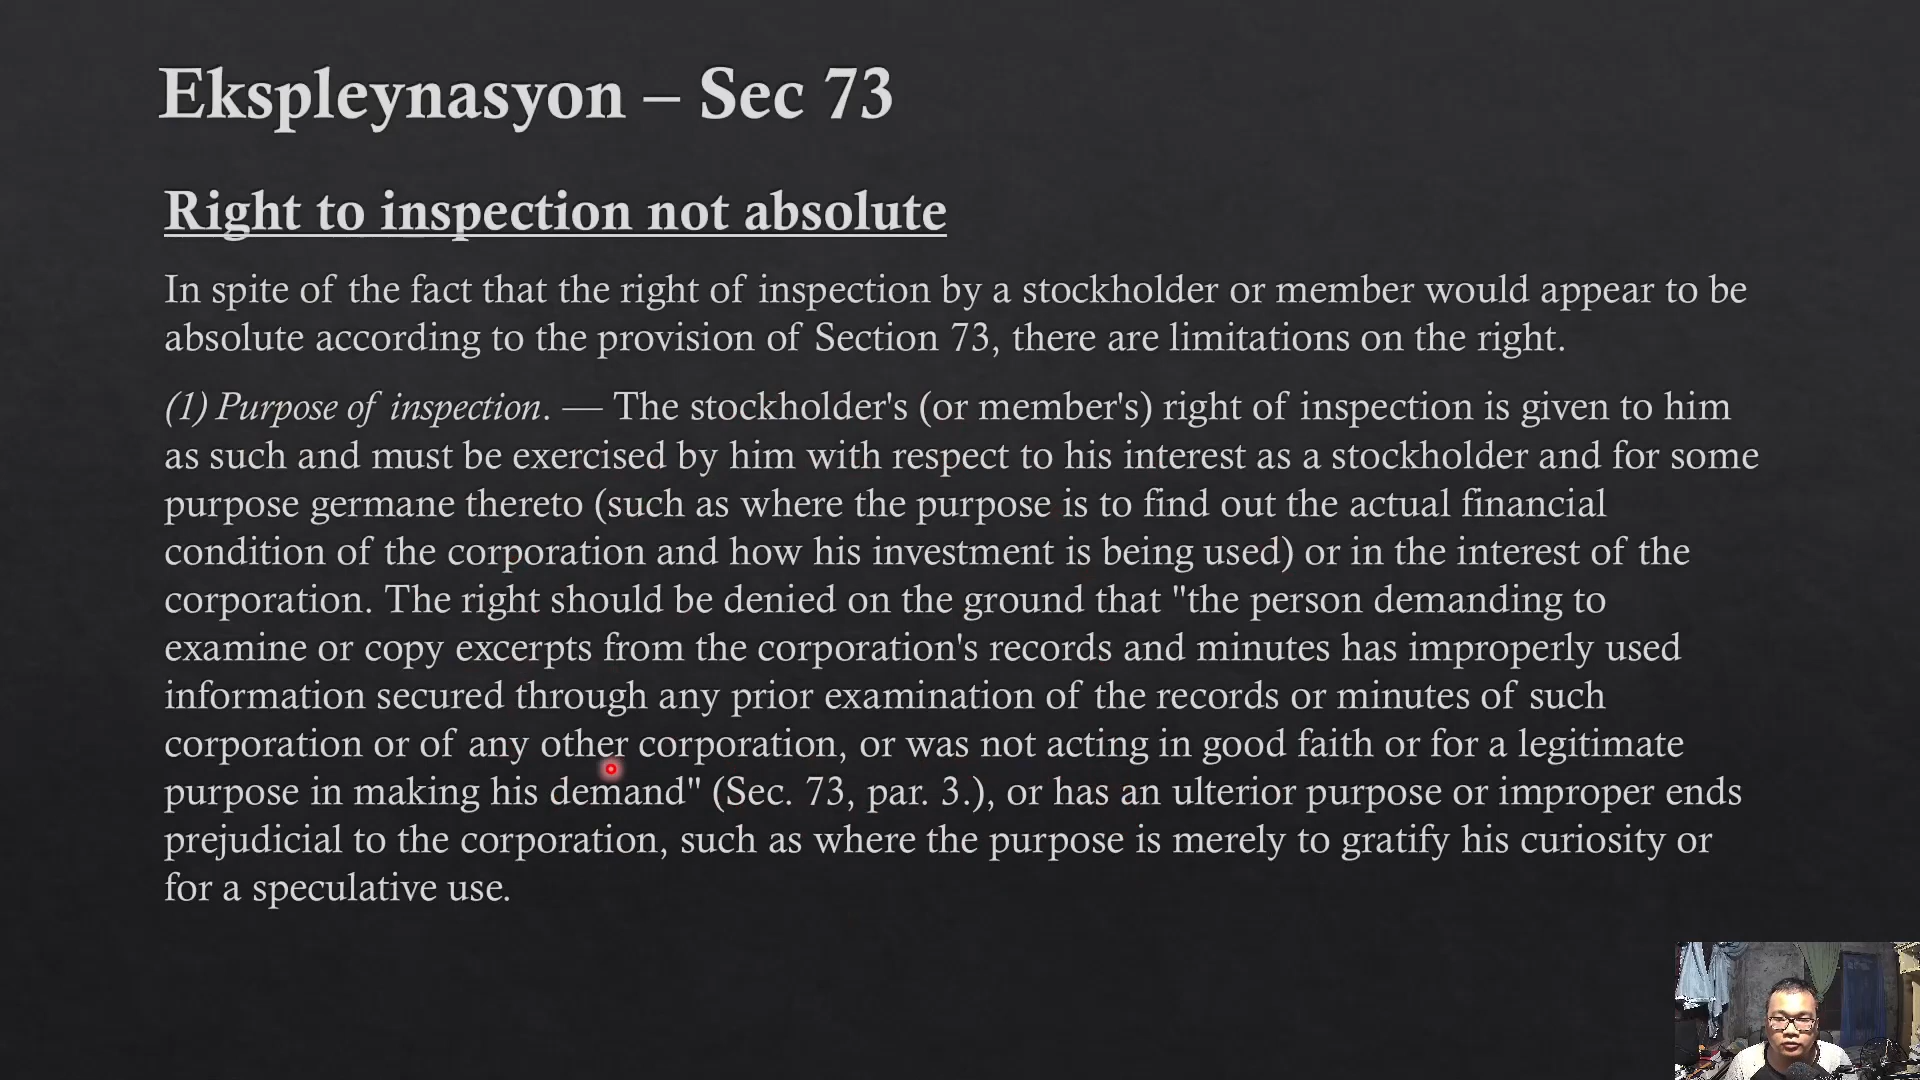 Ekspleynasyon – Sec 73
Right to inspection not absolute
In spite of the fact that the right of inspection by a stockholder or member would appear to be
absolute according to the provision of Section 73, there are limitations on the right.
(1) Purpose of inspection. — The stockholder's (or member's) right of inspection is given to him
as such and must be exercised by him with respect to his interest as a stockholder and for some
purpose germane thereto (such as where the purpose is to find out the actual financial
condition of the corporation and how his investment is being used) or in the interest of the
corporation. The right should be denied on the ground that "the person demanding to
examine or copy excerpts from the corporation's records and minutes has improperly used
information secured through any prior examination of the records or minutes of such
corporation or of any other corporation, or was not acting in good faith or for a legitimate
purpose in making his demand" (Sec. 73, par. 3.), or has an ulterior purpose or improper ends
prejudicial to the corporation, such as where the purpose is merely to gratify his curiosity or
for a speculative use.